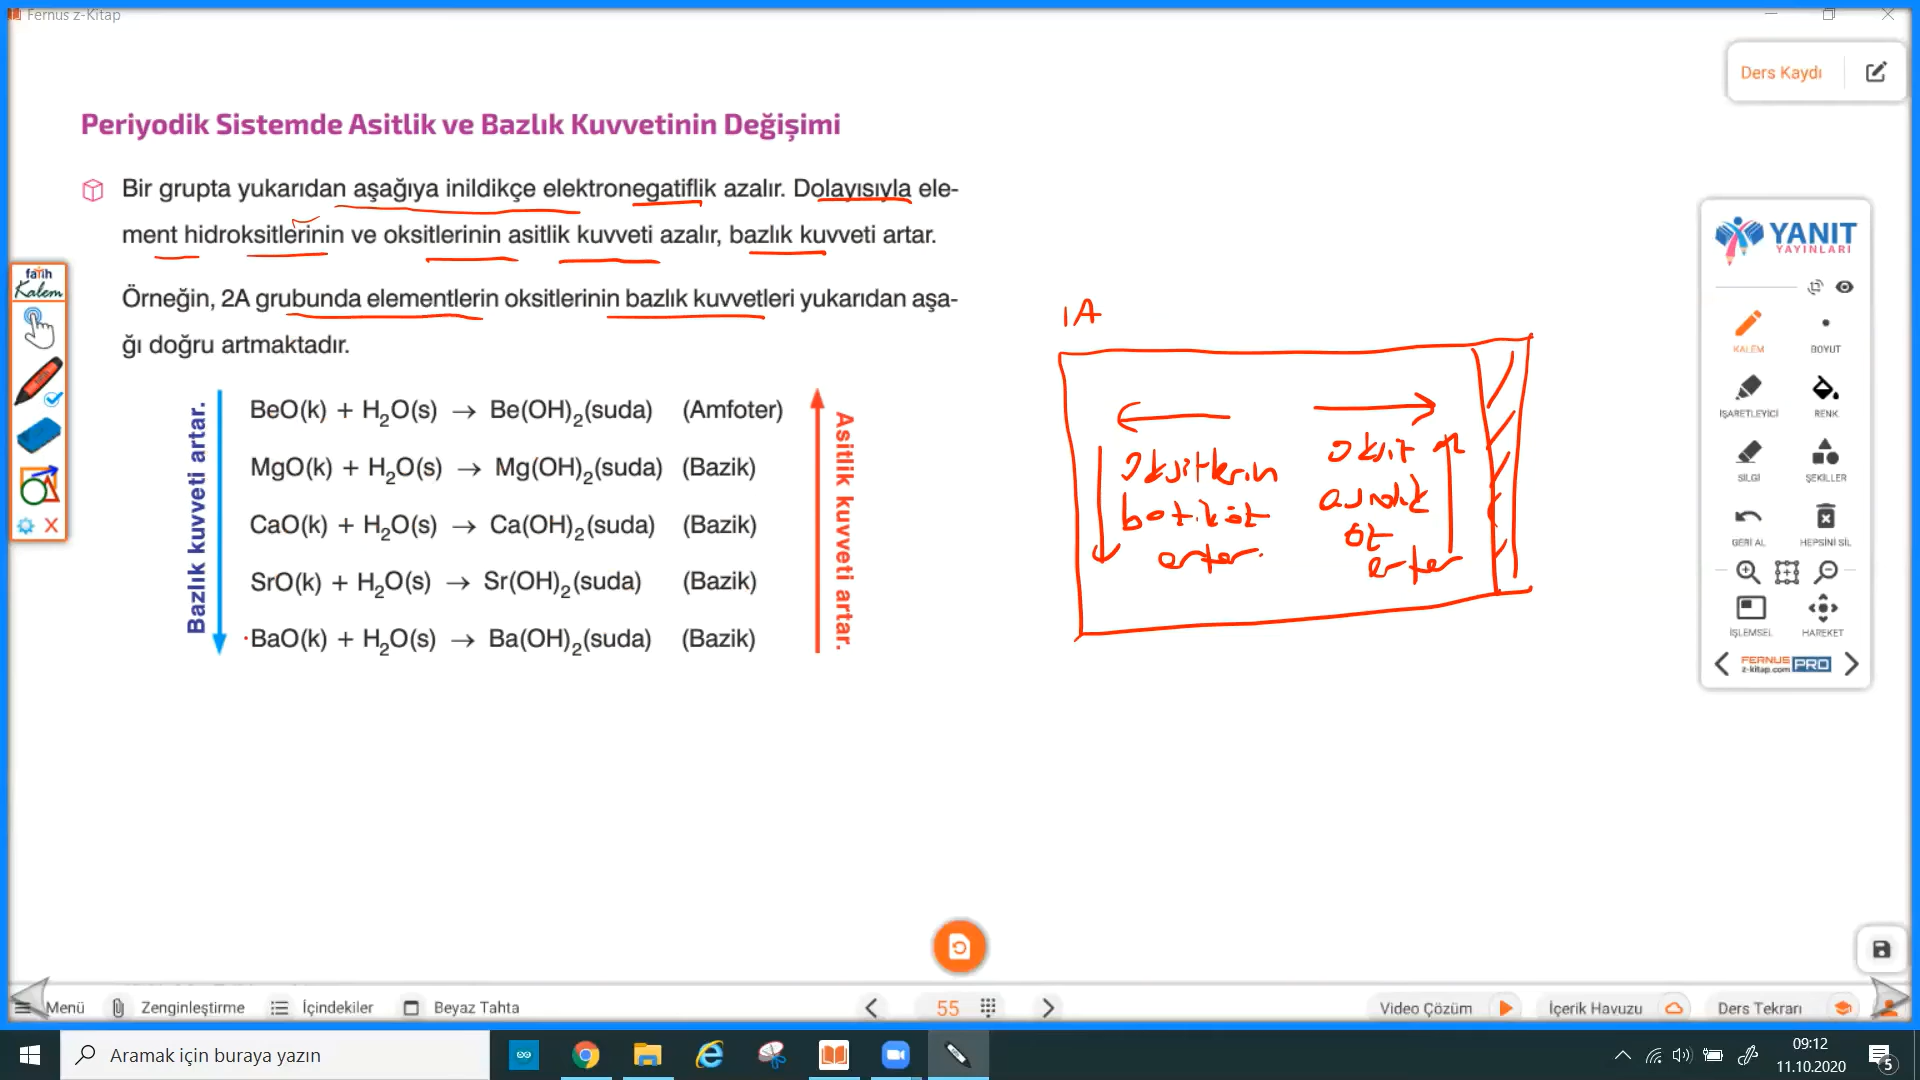 Fernus z-Kitap
Ders Kaydı
Periyodik Sistemde Asitlik ve Bazlık Kuvvetinin Değişimi
Bir grupta yukarıdan aşağıya inildikçe elektronegatiflik azalır. Dolayısıyla ele-
ment hidroksitlerinin ve oksitlerinin asitlik kuvveti azalır, bazlık kuvveti artar.
Örneğin, 2A grubunda elementlerin oksitlerinin bazlık kuvvetleri yukarıdan aşa-
ğı doğru artmaktadır.
Bazlık kuvveti artar.
BeO(k) + H₂O(s) → Be(OH)₂(suda) (Amfoter)
MgO(k) + H₂O(s) → Mg(OH)₂(suda) (Bazik)
CaO(k) + H₂O(s) → Ca(OH)₂(suda) (Bazik)
SrO(k) + H₂O(s) → Sr(OH)₂(suda) (Bazik)
BaO(k) + H₂O(s) → Ba(OH)₂(suda) (Bazik)
Asitlik kuvveti artar.
1A
Oksitlerin
artar.
Oksit
artar
fatih
Kalem
YANIT
YAYINLARI
KALEM
BOYUT
İŞARETLEYİCİ
RENK
SİLGİ
ŞEKİLLER
GERİ AL
HEPSİNİ SİL
İŞLEMSEL
HAREKET
FERNUS
z-kitap.com
PRO
Menü
Zenginleştirme
İçindekiler
Beyaz Tahta
55
Video Çözüm
İçerik Havuzu
Ders Tekrarı
Aramak için buraya yazın
09:12
11.10.2020
5